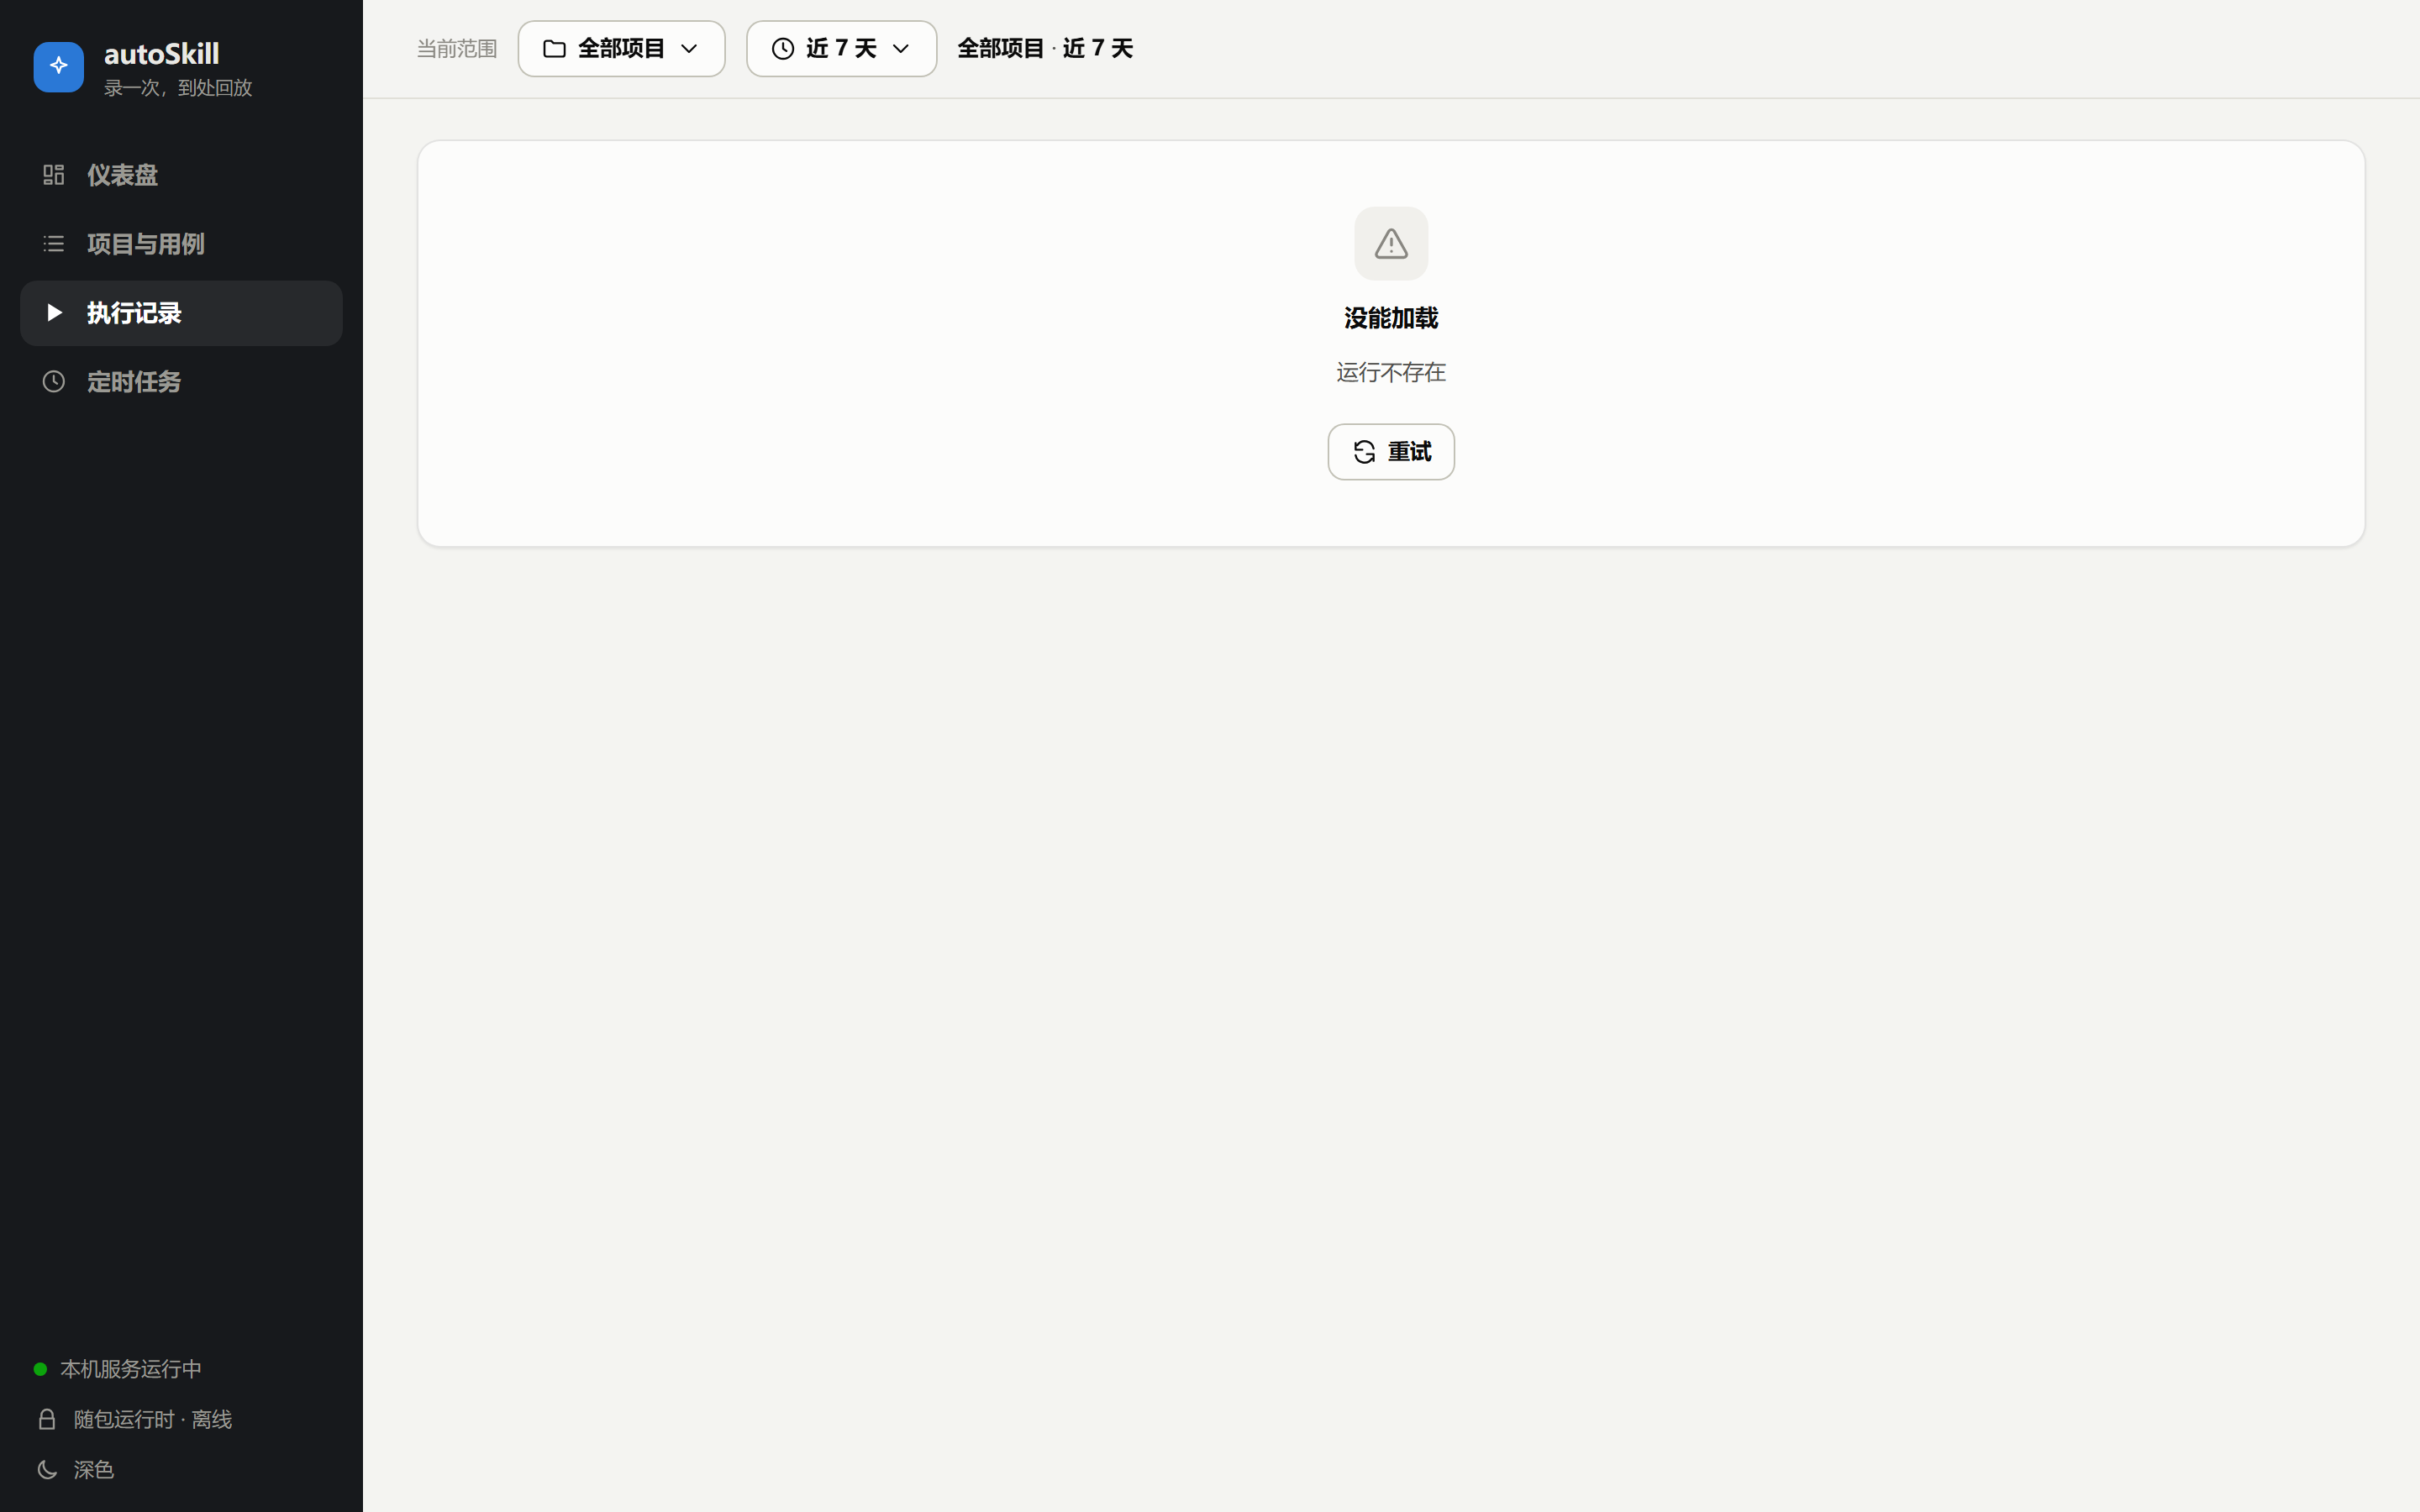 autoSkill
录一次，到处回放
仪表盘
项目与用例
执行记录
定时任务
本机服务运行中
随包运行时 · 离线
深色
当前范围
全部项目
近 7 天
全部项目 · 近 7 天
没能加载
运行不存在
重试